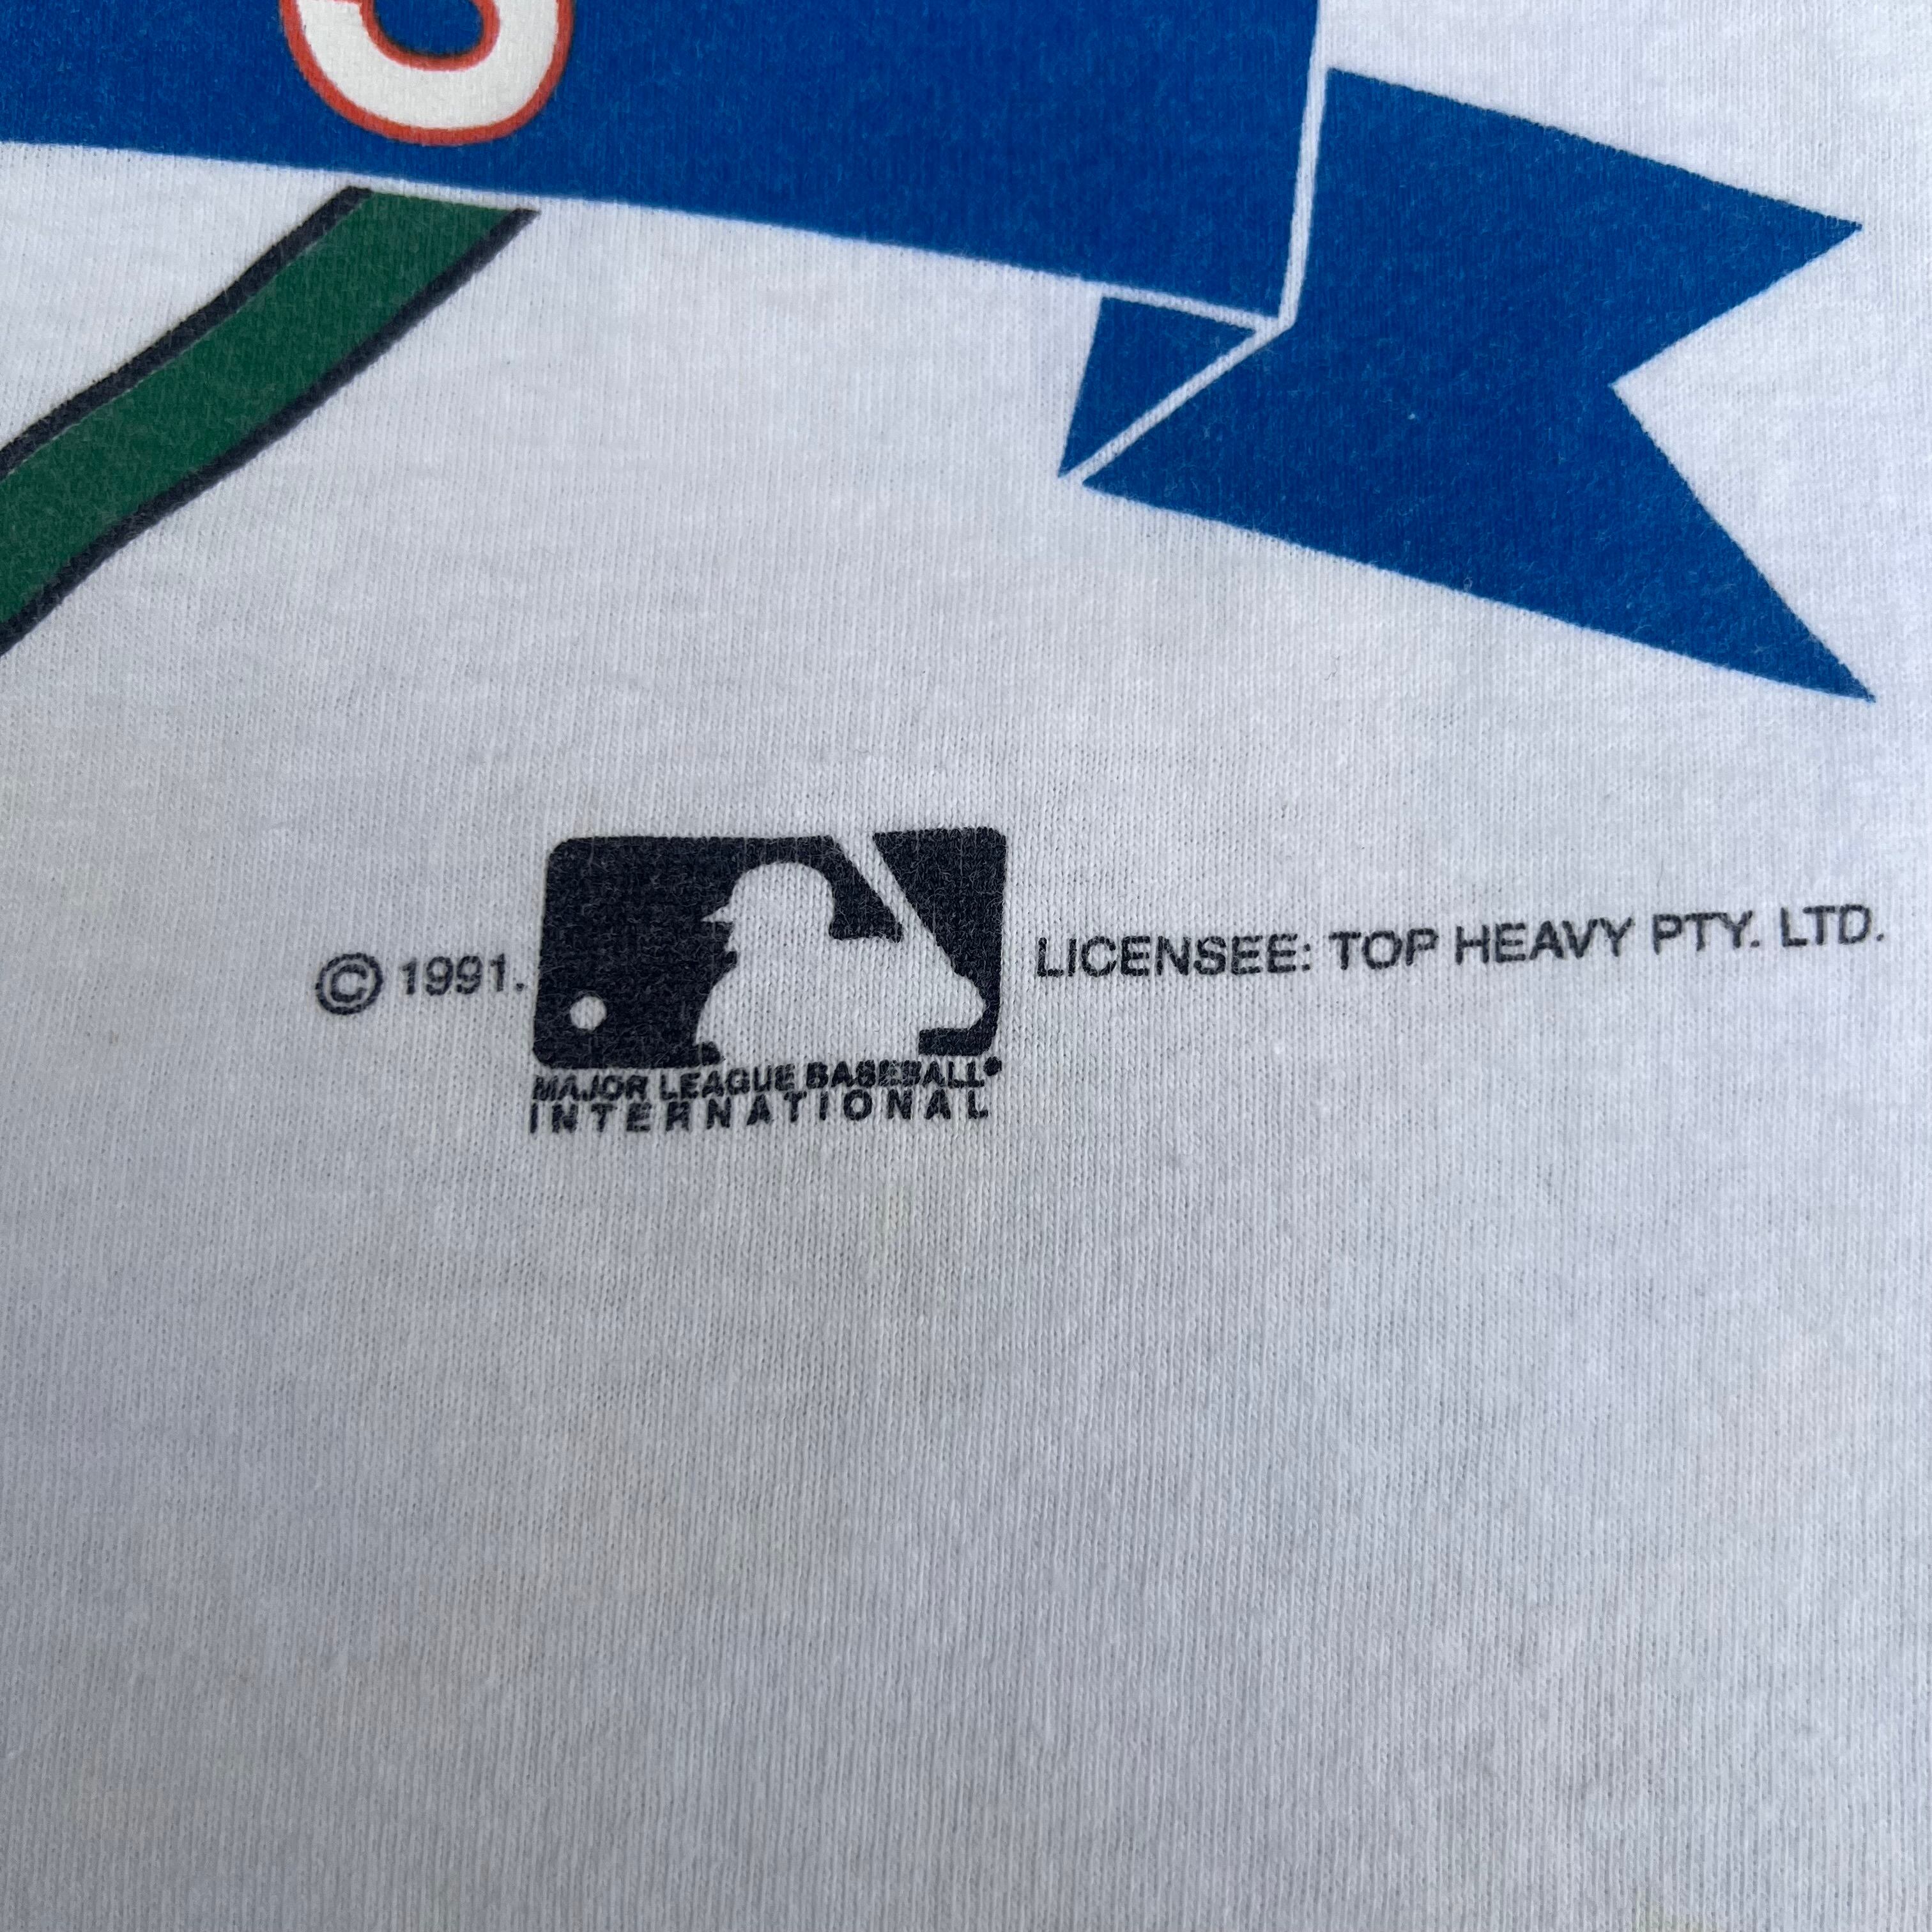 © 1991.
MAJOR LEAGUE BASEBALL
INTERNATIONAL
LICENSEE: TOP HEAVY PTY. LTD.